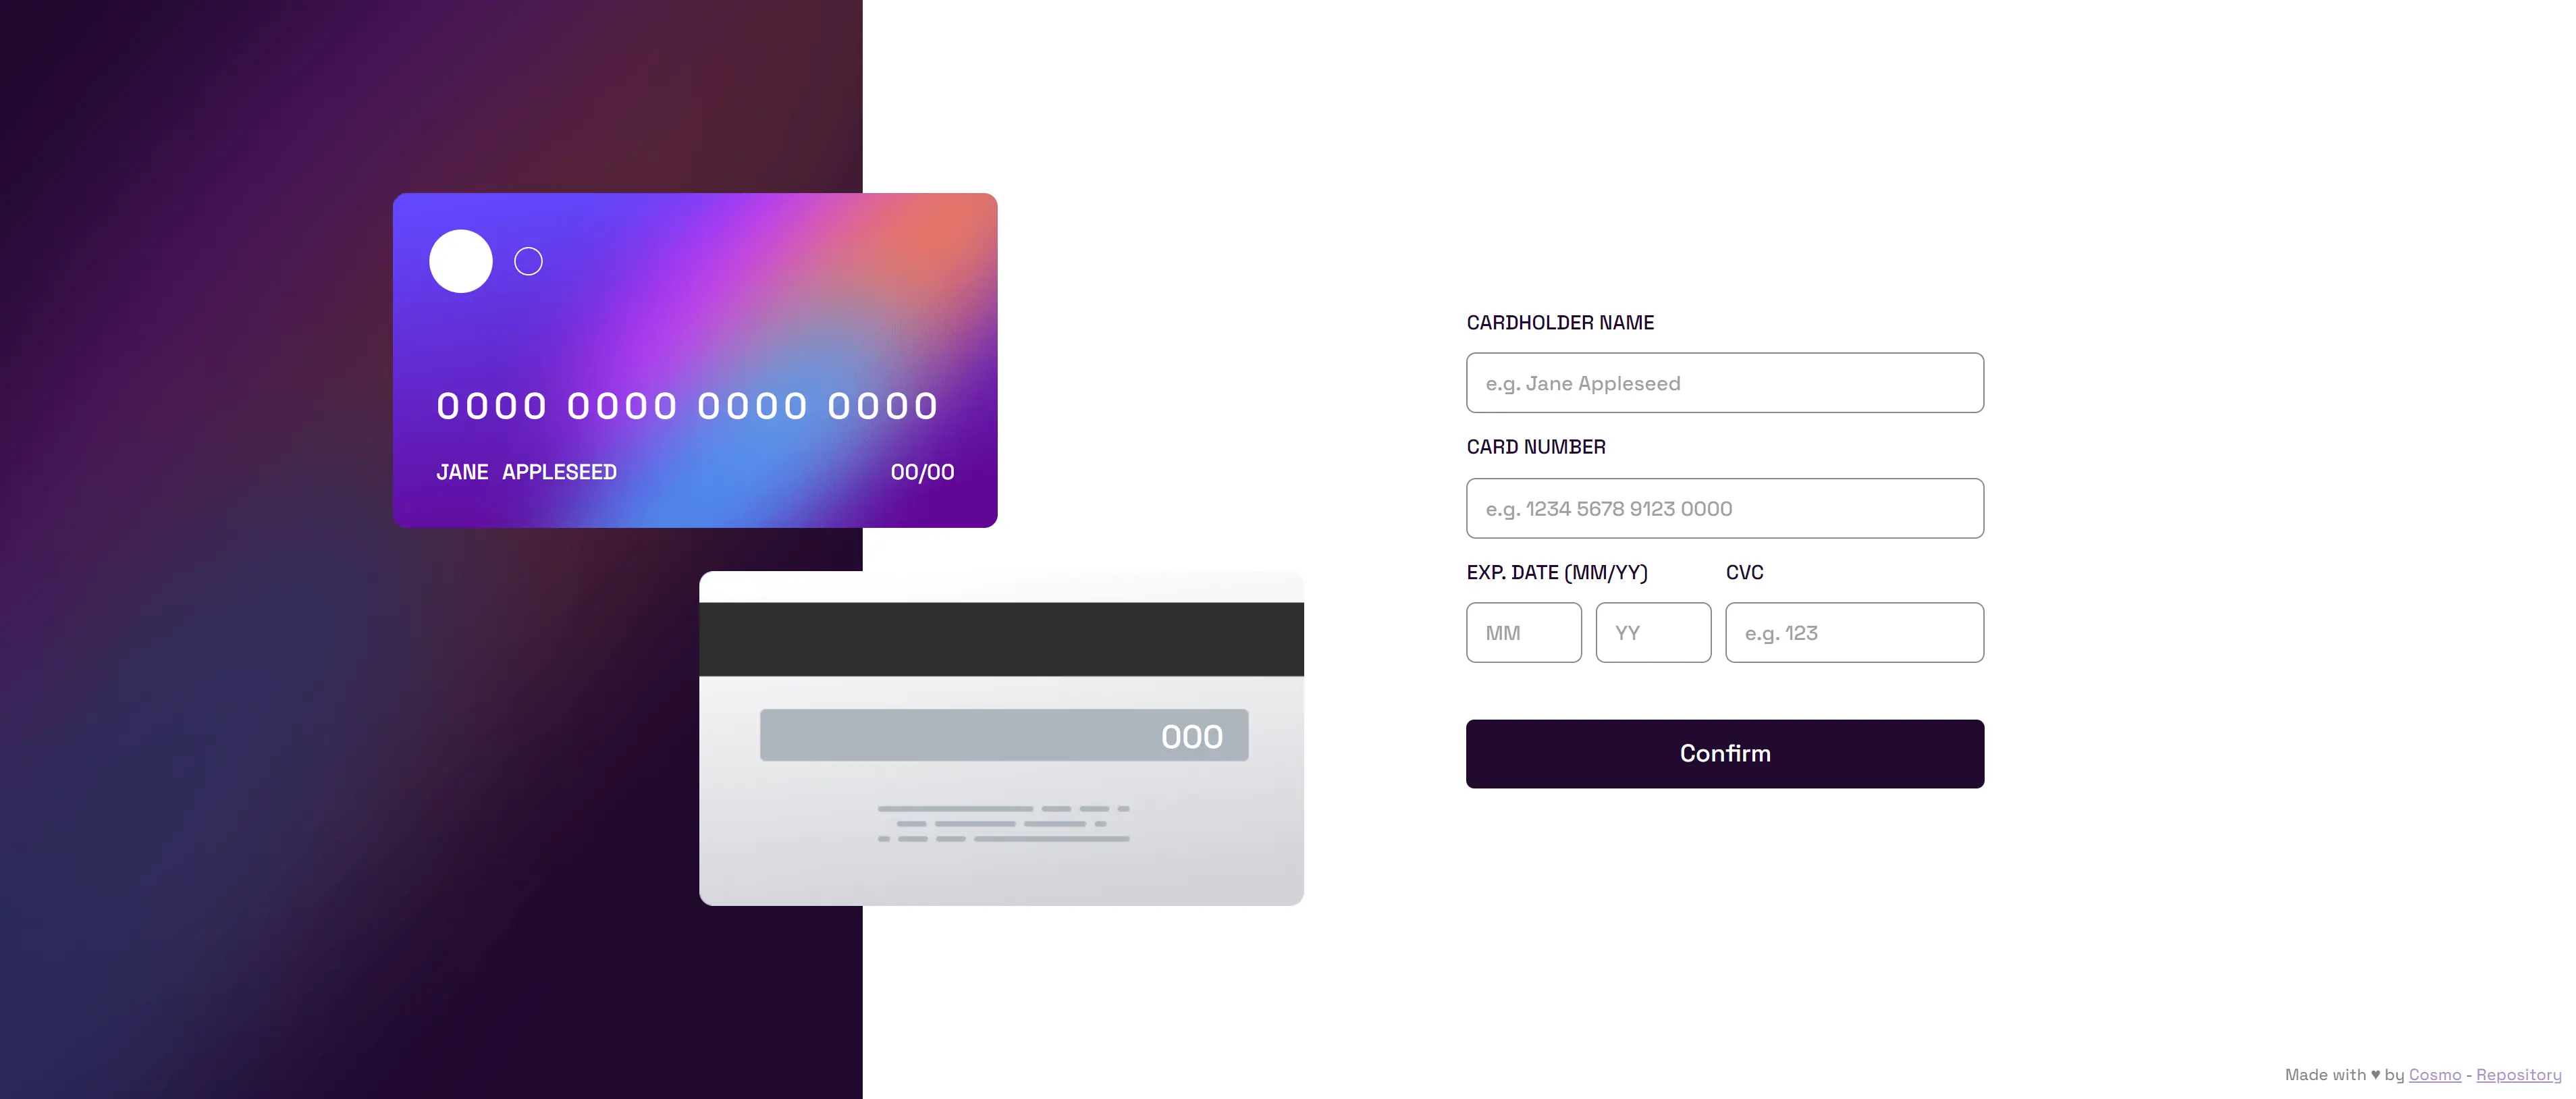 0000 0000 0000 0000
JANE APPLESEED 00/00
000
CARDHOLDER NAME
e.g. Jane Appleseed
CARD NUMBER
e.g. 1234 5678 9123 0000
EXP. DATE (MM/YY) CVC
MM YY e.g. 123
Confirm
Made with ♥ by Cosmo - Repository